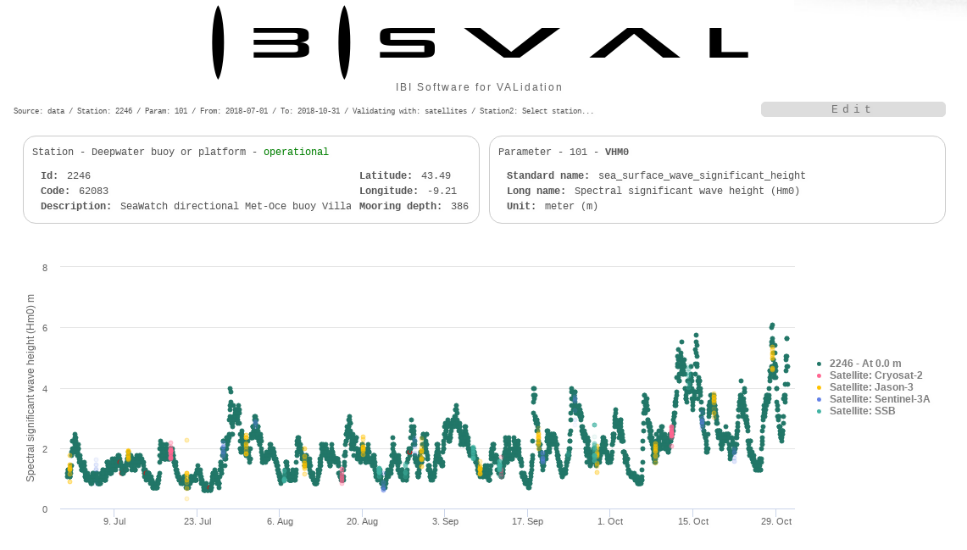 IBISVAL
IBI Software for VALidation
Source: data / Station: 2246 / Param: 101 / From: 2018-07-01 / To: 2018-10-31 / Validating with: satellites / Station2: Select station...
Edit
Station - Deepwater buoy or platform - operational
Id: 2246
Latitude: 43.49
Code: 62083
Longitude: -9.21
Description: SeaWatch directional Met-Oce buoy Villa
Mooring depth: 386
Parameter - 101 - VHM0
Standard name: sea_surface_wave_significant_height
Long name: Spectral significant wave height (Hm0)
Unit: meter (m)
Spectral significant wave height (Hm0) m
8
6
4
2
0
9. Jul
23. Jul
6. Aug
20. Aug
3. Sep
17. Sep
1. Oct
15. Oct
29. Oct
2246 - At 0.0 m
Satellite: Cryosat-2
Satellite: Jason-3
Satellite: Sentinel-3A
Satellite: SSB